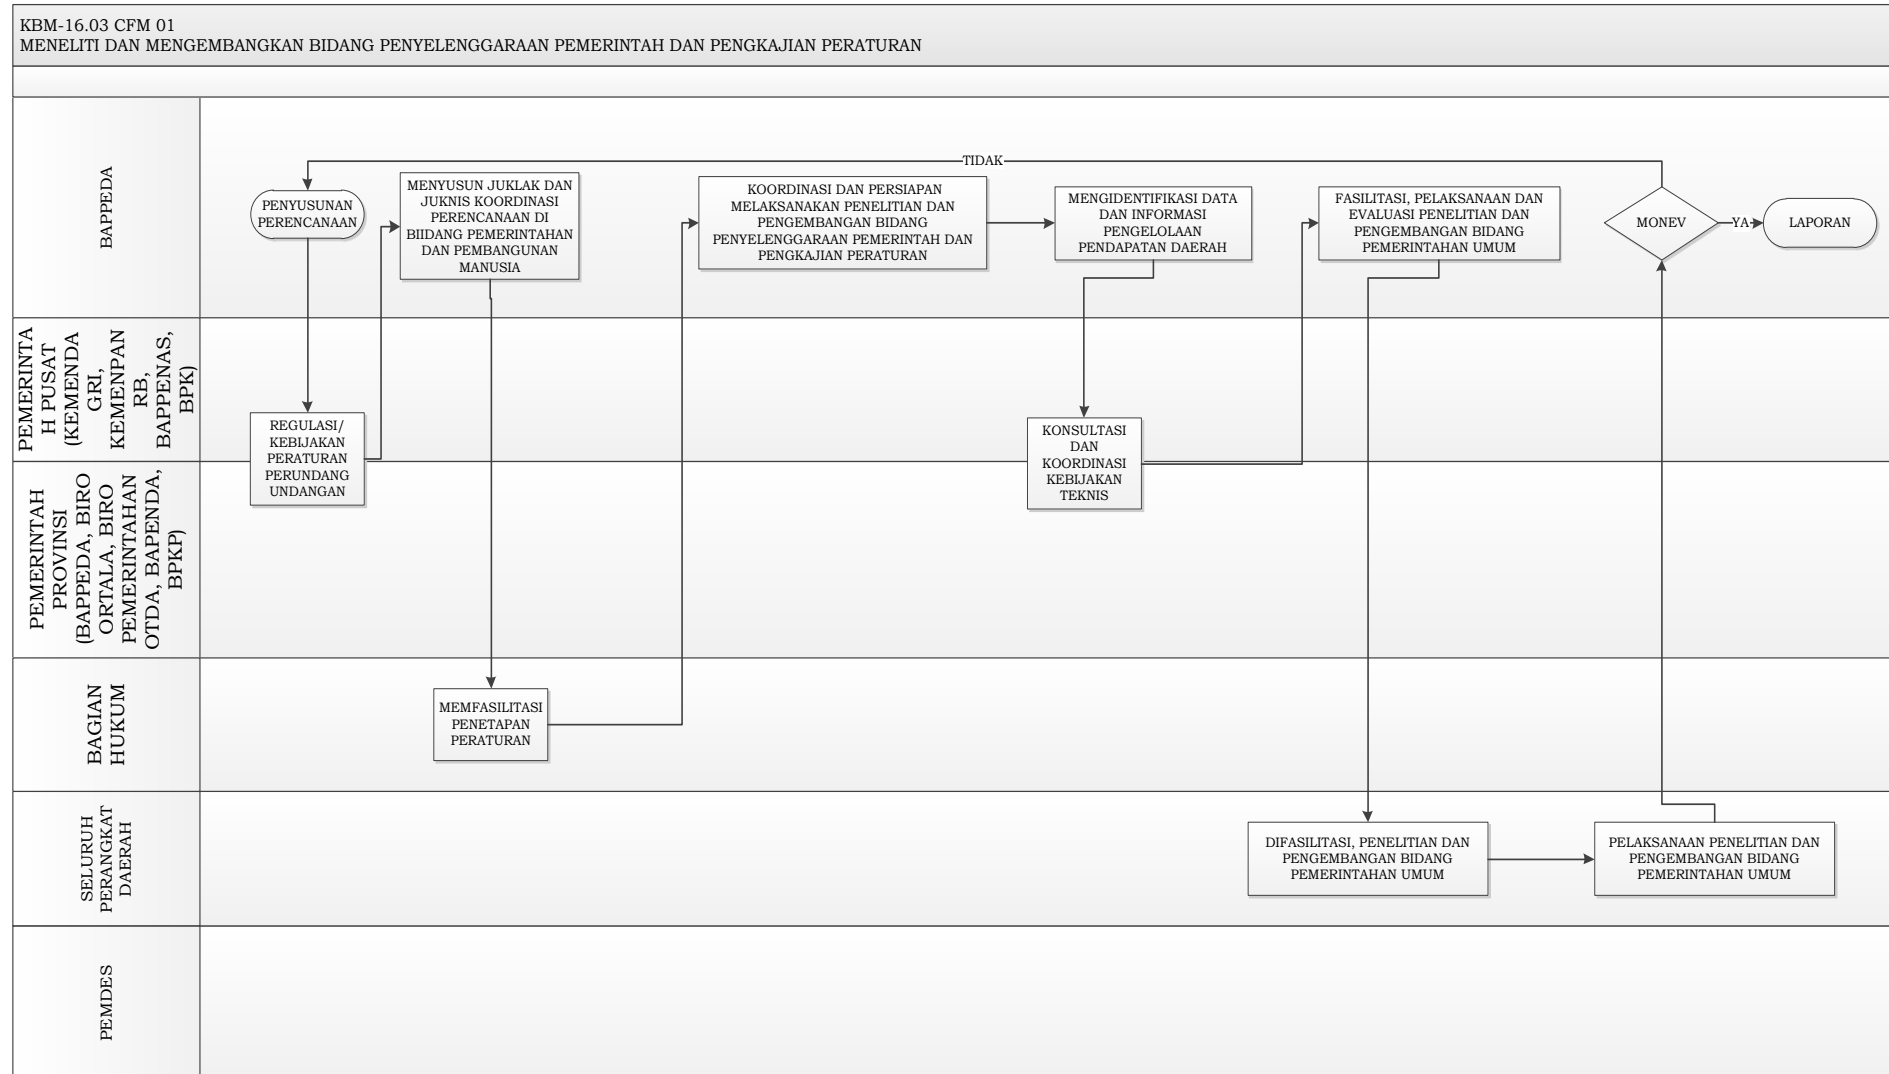 KBM-16.03 CFM 01
MENELITI DAN MENGEMBANGKAN BIDANG PENYELENGGARAAN PEMERINTAH DAN PENGKAJIAN PERATURAN
BAPPEDA
TIDAK
PENYUSUNAN
PERENCANAAN
MENYUSUN JUKLAK DAN
JUKNIS KOORDINASI
PERENCANAAN DI
BIIDANG PEMERINTAHAN
DAN PEMBANGUNAN
MANUSIA
KOORDINASI DAN PERSIAPAN
MELAKSANAKAN PENELITIAN DAN
PENGEMBANGAN BIDANG
PENYELENGGARAAN PEMERINTAH DAN
PENGKAJIAN PERATURAN
MENGIDENTIFIKASI DATA
DAN INFORMASI
PENGELOLAAN
PENDAPATAN DAERAH
FASILITASI, PELAKSANAAN DAN
EVALUASI PENELITIAN DAN
PENGEMBANGAN BIDANG
PEMERINTAHAN UMUM
MONEV
YA
LAPORAN
PEMERINTA
H PUSAT
(KEMENDA
GRI,
KEMENPAN
RB,
BAPPENAS,
BPK)
REGULASI/
KEBIJAKAN
PERATURAN
PERUNDANG
UNDANGAN
KONSULTASI
DAN
KOORDINASI
KEBIJAKAN
TEKNIS
PEMERINTAH
PROVINSI
(BAPPEDA, BIRO
ORTALA, BIRO
PEMERINTAHAN
OTDA, BAPENDA,
BPKP)
BAGIAN
HUKUM
MEMFASILITASI
PENETAPAN
PERATURAN
SELURUH
PERANGKAT
DAERAH
DIFASILITASI, PENELITIAN DAN
PENGEMBANGAN BIDANG
PEMERINTAHAN UMUM
PELAKSANAAN PENELITIAN DAN
PENGEMBANGAN BIDANG
PEMERINTAHAN UMUM
PEMDES